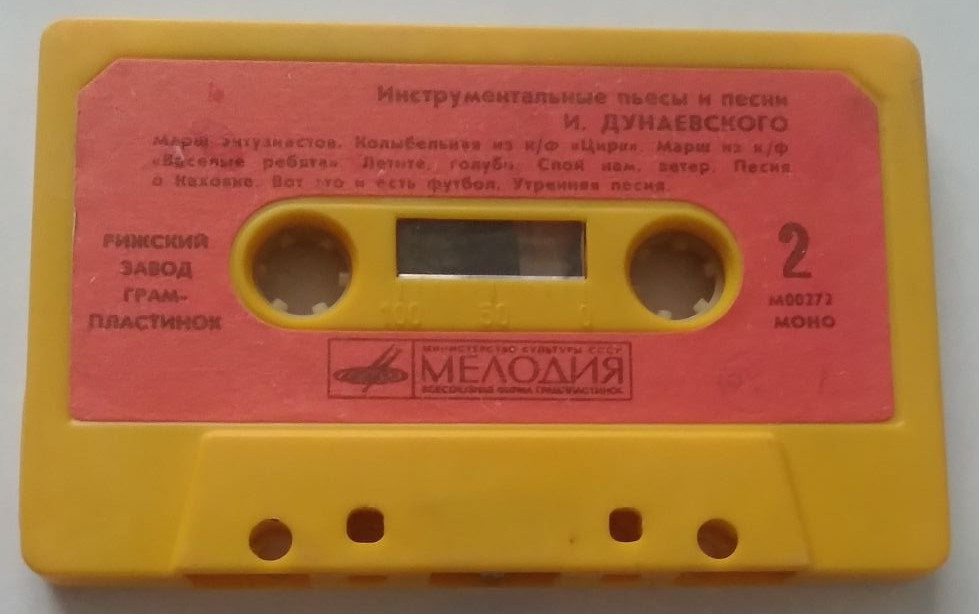 Инструментальные пьесы и песни
И. ДУНАЕВСКОГО
Марш энтузиастов. Колыбельная из к/ф «Цирк». Марш из к/ф
«Веселые ребята». Летите, голуби. Спой нам, ветер. Песня
о Каховке. Вот это и есть футбол. Утренняя песня.
РИЖСКИЙ
ЗАВОД
ГРАМ-
ПЛАСТИНОК
2
М00272
МОНО
100 50 0
МИНИСТЕРСТВО КУЛЬТУРЫ СССР
МЕЛОДИЯ
ВСЕСОЮЗНАЯ ФИРМА ГРАМПЛАСТИНОК